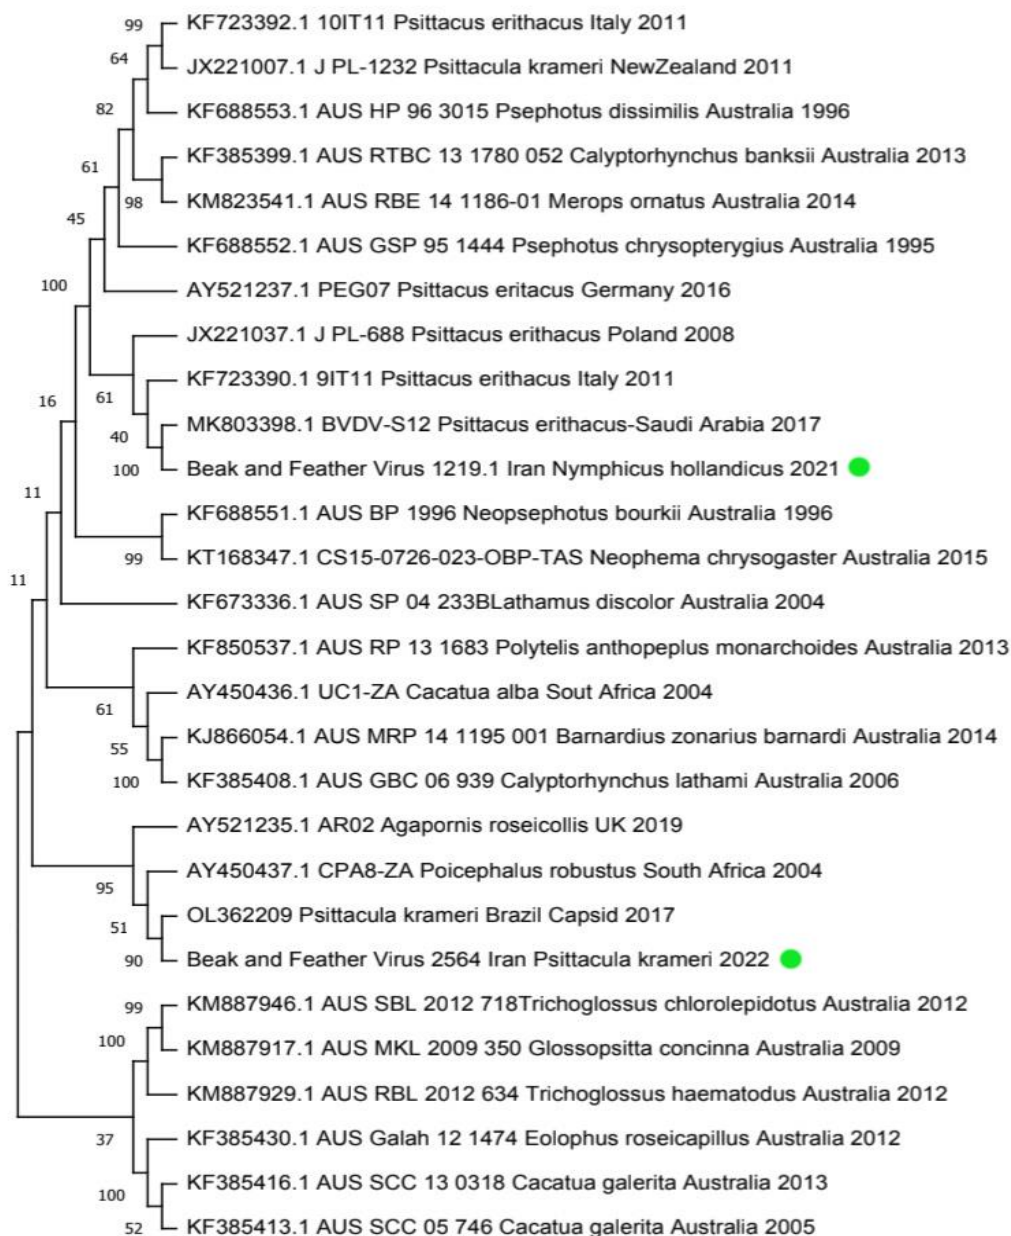 99 KF723392.1 10IT11 Psittacus erithacus Italy 2011
64
JX221007.1 J PL-1232 Psittacula krameri NewZealand 2011
82 KF688553.1 AUS HP 96 3015 Psephotus dissimilis Australia 1996
KF385399.1 AUS RTBC 13 1780 052 Calyptorhynchus banksii Australia 2013
61
98 KM823541.1 AUS RBE 14 1186-01 Merops ornatus Australia 2014
45
KF688552.1 AUS GSP 95 1444 Psephotus chrysopterygius Australia 1995
100 AY521237.1 PEG07 Psittacus eritacus Germany 2016
JX221037.1 J PL-688 Psittacus erithacus Poland 2008
KF723390.1 9IT11 Psittacus erithacus Italy 2011
16 61
MK803398.1 BVDV-S12 Psittacus erithacus-Saudi Arabia 2017
40
100 Beak and Feather Virus 1219.1 Iran Nymphicus hollandicus 2021
11
KF688551.1 AUS BP 1996 Neopsephotus bourkii Australia 1996
99 KT168347.1 CS15-0726-023-OBP-TAS Neophema chrysogaster Australia 2015
11
KF673336.1 AUS SP 04 233BLathamus discolor Australia 2004
KF850537.1 AUS RP 13 1683 Polytelis anthopeplus monarchoides Australia 2013
AY450436.1 UC1-ZA Cacatua alba Sout Africa 2004
61
KJ866054.1 AUS MRP 14 1195 001 Barnardius zonarius barnardi Australia 2014
55
100 KF385408.1 AUS GBC 06 939 Calyptorhynchus lathami Australia 2006
AY521235.1 AR02 Agapornis roseicollis UK 2019
AY450437.1 CPA8-ZA Poicephalus robustus South Africa 2004
95
OL362209 Psittacula krameri Brazil Capsid 2017
51
90 Beak and Feather Virus 2564 Iran Psittacula krameri 2022
99 KM887946.1 AUS SBL 2012 718Trichoglossus chlorolepidotus Australia 2012
100
KM887917.1 AUS MKL 2009 350 Glossopsitta concinna Australia 2009
KM887929.1 AUS RBL 2012 634 Trichoglossus haematodus Australia 2012
37 KF385430.1 AUS Galah 12 1474 Eolophus roseicapillus Australia 2012
KF385416.1 AUS SCC 13 0318 Cacatua galerita Australia 2013
100
52 KF385413.1 AUS SCC 05 746 Cacatua galerita Australia 2005